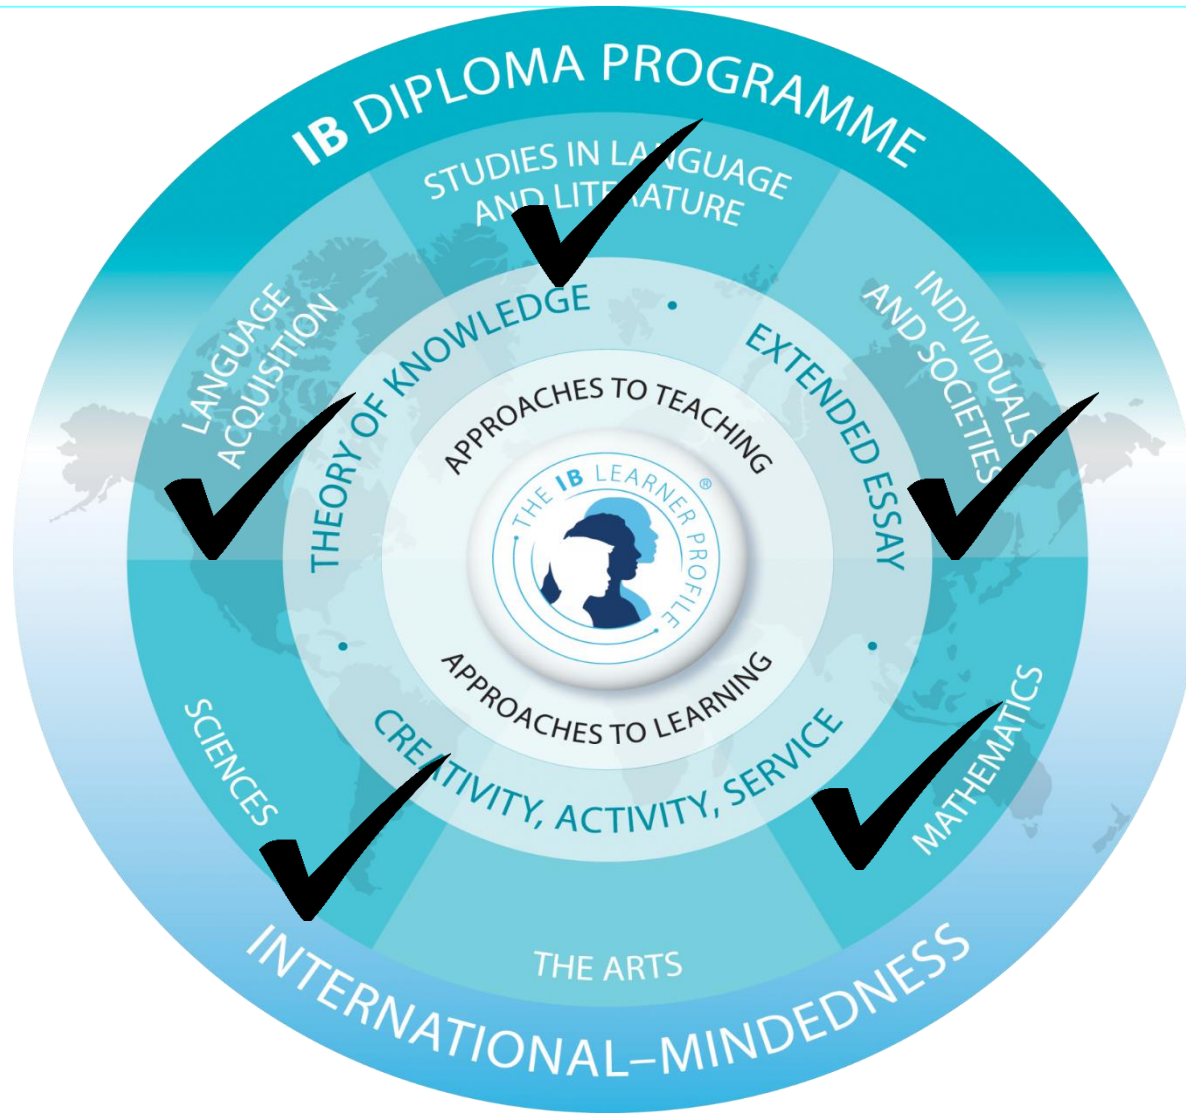 IB DIPLOMA PROGRAMME
STUDIES IN LANGUAGE
AND LITERATURE
LANGUAGE
ACQUISITION
INDIVIDUALS
AND SOCIETIES
THEORY OF KNOWLEDGE
EXTENDED ESSAY
APPROACHES TO TEACHING
THE IB LEARNER PROFILE ®
APPROACHES TO LEARNING
CREATIVITY, ACTIVITY, SERVICE
SCIENCES
MATHEMATICS
THE ARTS
INTERNATIONAL–MINDEDNESS